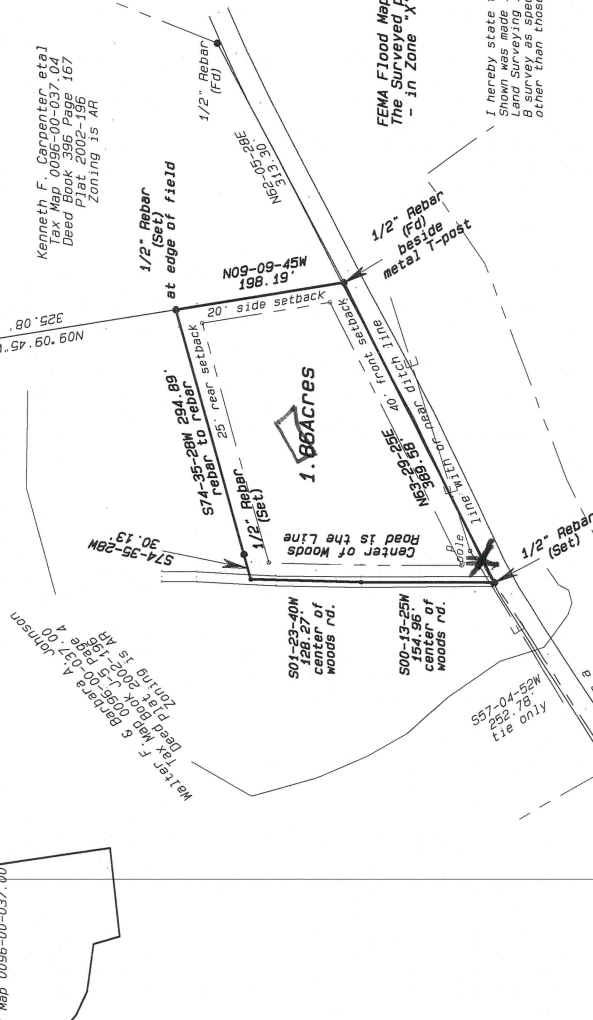 Kenneth F. Carpenter etal
Tax Map 0096-00-037.04
Deed Book 396 Page 167
Plat 2002-196
Zoning is AR
1/2" Rebar
(Fd)
N62-05-28E
313.30'
FEMA Flood Map
The Surveyed p
- in Zone "X"
I hereby state
Shown was made
Land Surveying
B survey as spec
other than those
325.08'
N09°09'45"
1/2" Rebar
(Set)
at edge of field
N09-09-45W
198.19'
20' side setback
1/2" Rebar
(Fd)
beside
metal T-post
S74-35-28W 294.89'
rebar to rebar
25' rear setback
1.86Acres
40' front setback
N63-29-25E
389.58'
line with or near ditch line
E
1/2" Rebar
(Set)
S74-35-28W
30.13'
Center of Woods
Road is the Line
pole
1/2" Rebar
(Set)
S01-23-40W
128.27'
center of
woods rd.
S00-13-25W
154.96'
center of
woods rd.
Walter F. & Barbara A. Johnson
Tax Map 0096-00-037.00
Deed Book J-5 Page 4
Plat 2002-196
Zoning is AR
E
S57-04-52W
252.78'
tie only
a
Map 0096-00-037.00